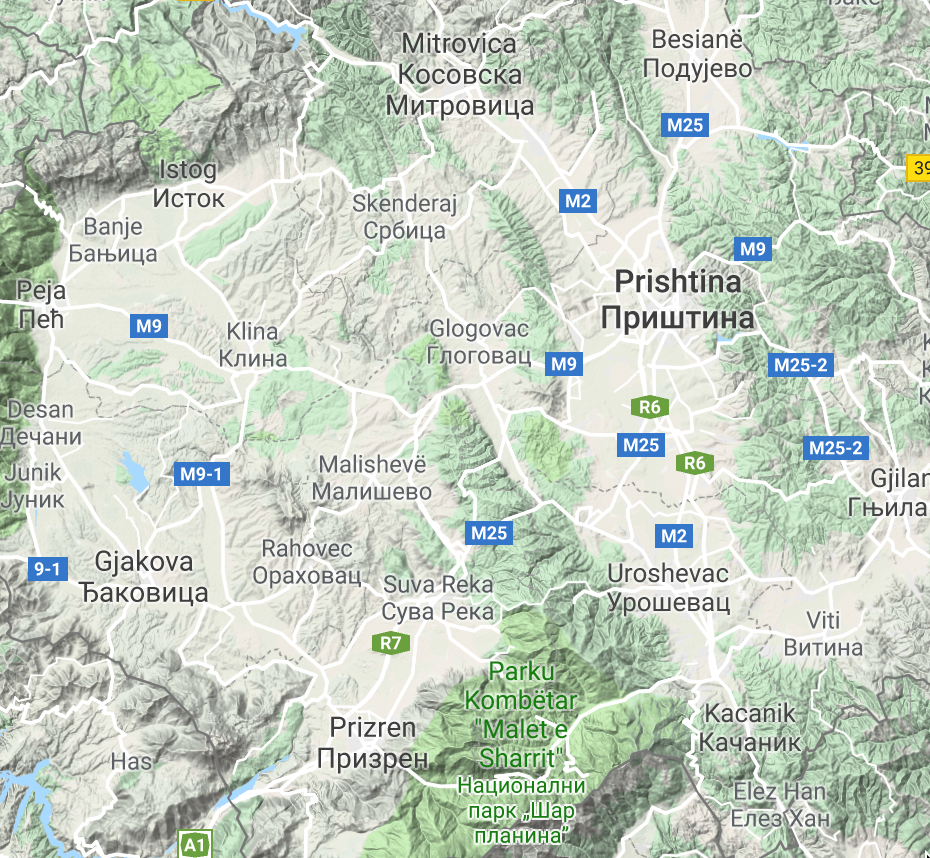 Mitrovica
Косовска
Митровица
Besianë
Подујево
M25
39
Istog
Исток
M2
Skenderaj
Србица
Banje
Бањица
M9
Prishtina
Приштина
Peja
Пећ
M9
Klina
Клина
Glogovac
Глоговац
M9
M25-2
R6
Desan
Дечани
M25
M25-2
R6
Junik
Јуник
M9-1
Malishevë
Малишево
Gjilan
Гњила
M25
M2
9-1
Gjakova
Ђаковица
Rahovec
Ораховац
Suva Reka
Сува Река
Uroshevac
Урошевац
Viti
Витина
R7
Parku
Kombëtar
"Malet e
Sharrit"
Национални
парк „Шар
планина”
Prizren
Призрен
Kacanik
Качаник
Has
Elez Han
Елез Хан
A1